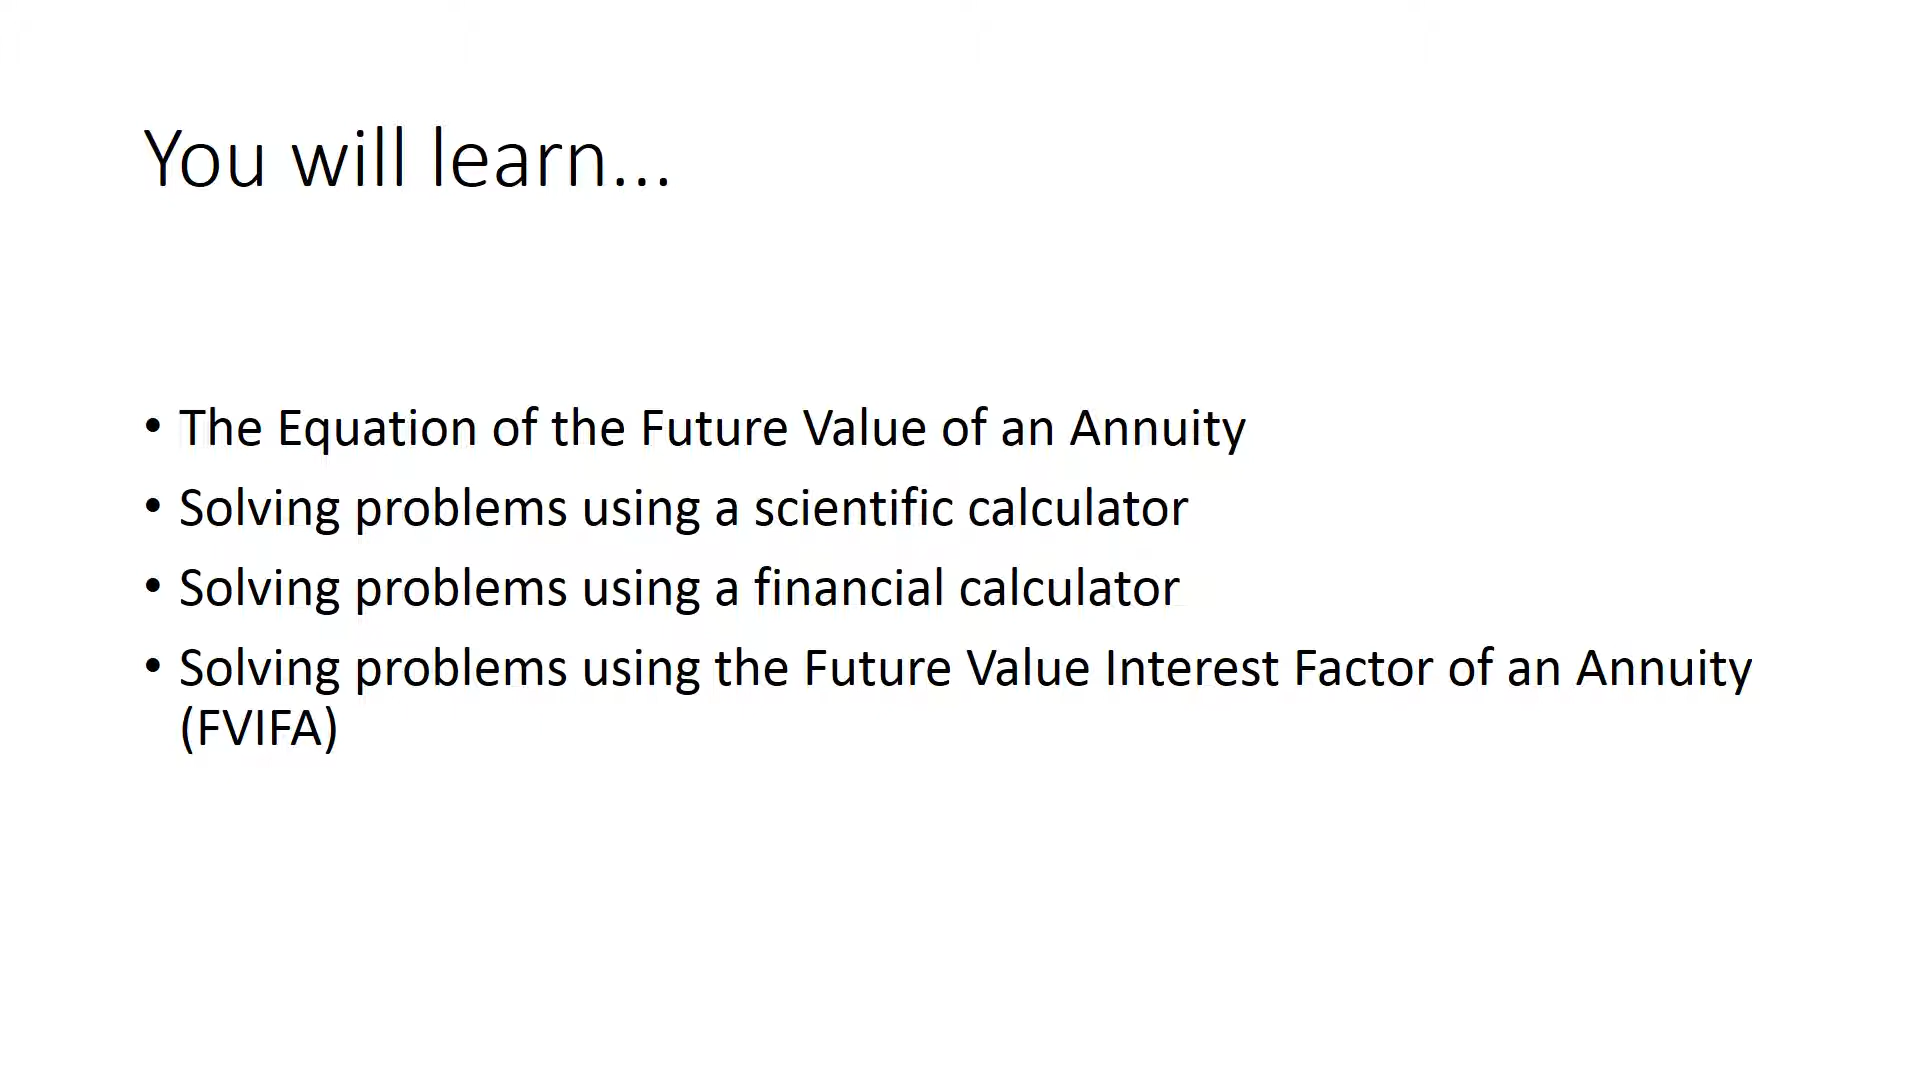 You will learn...
• The Equation of the Future Value of an Annuity
• Solving problems using a scientific calculator
• Solving problems using a financial calculator
• Solving problems using the Future Value Interest Factor of an Annuity
(FVIFA)